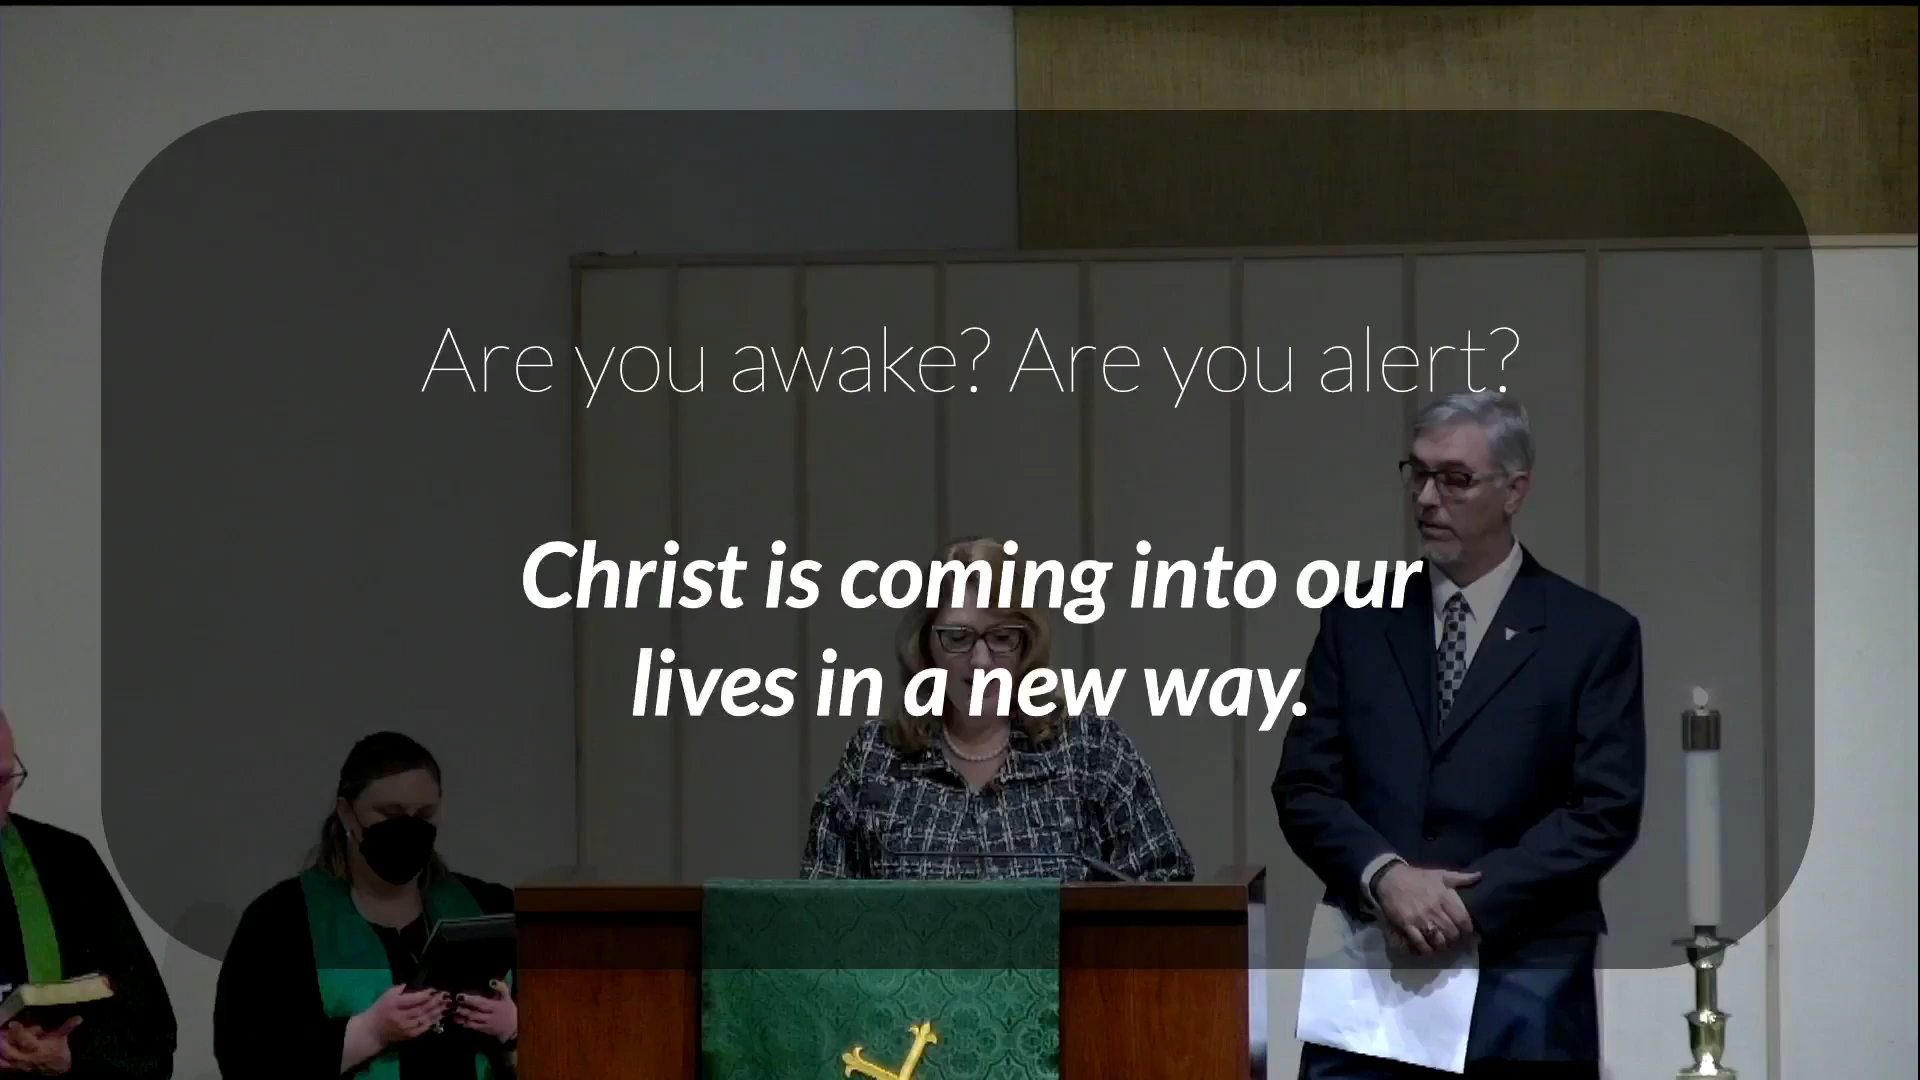 Are you awake? Are you alert?
Christ is coming into our
lives in a new way.